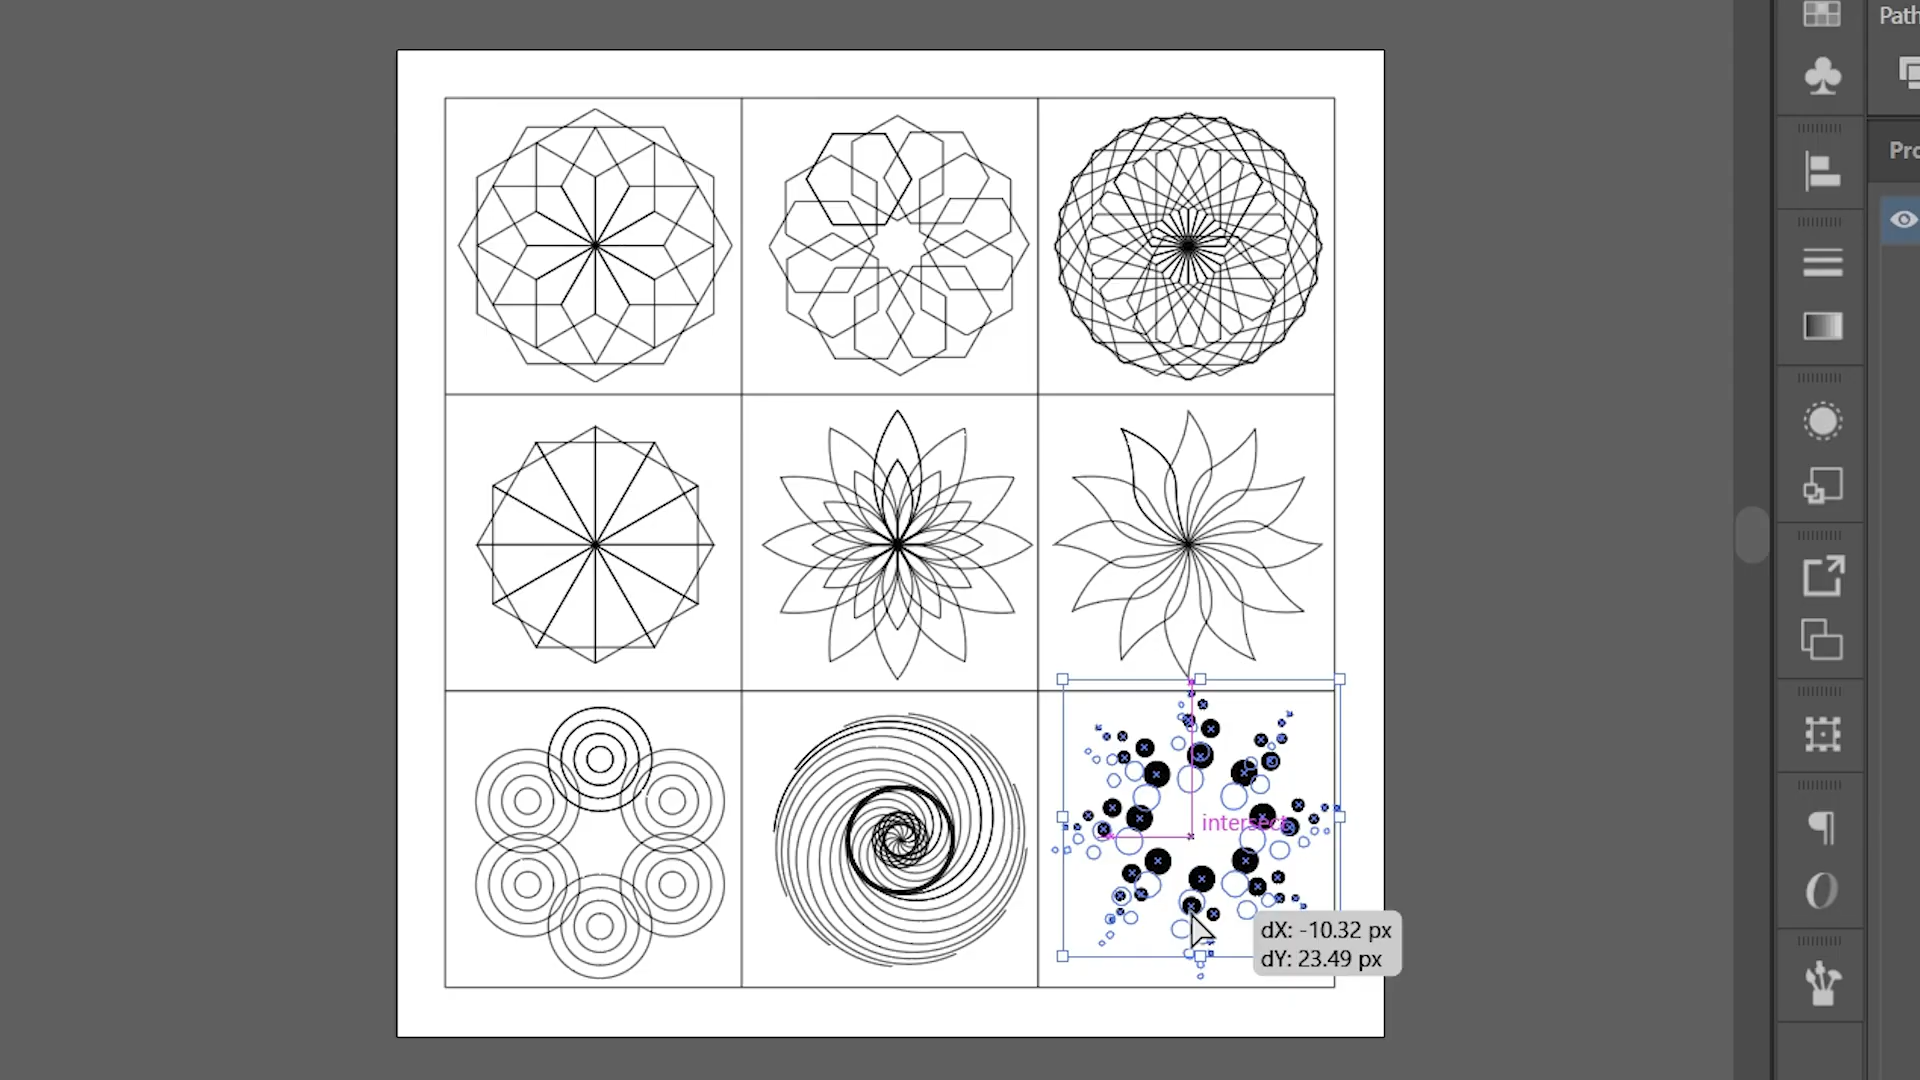 Path
Pro
intersect
dX: -10.32 px
dY: 23.49 px